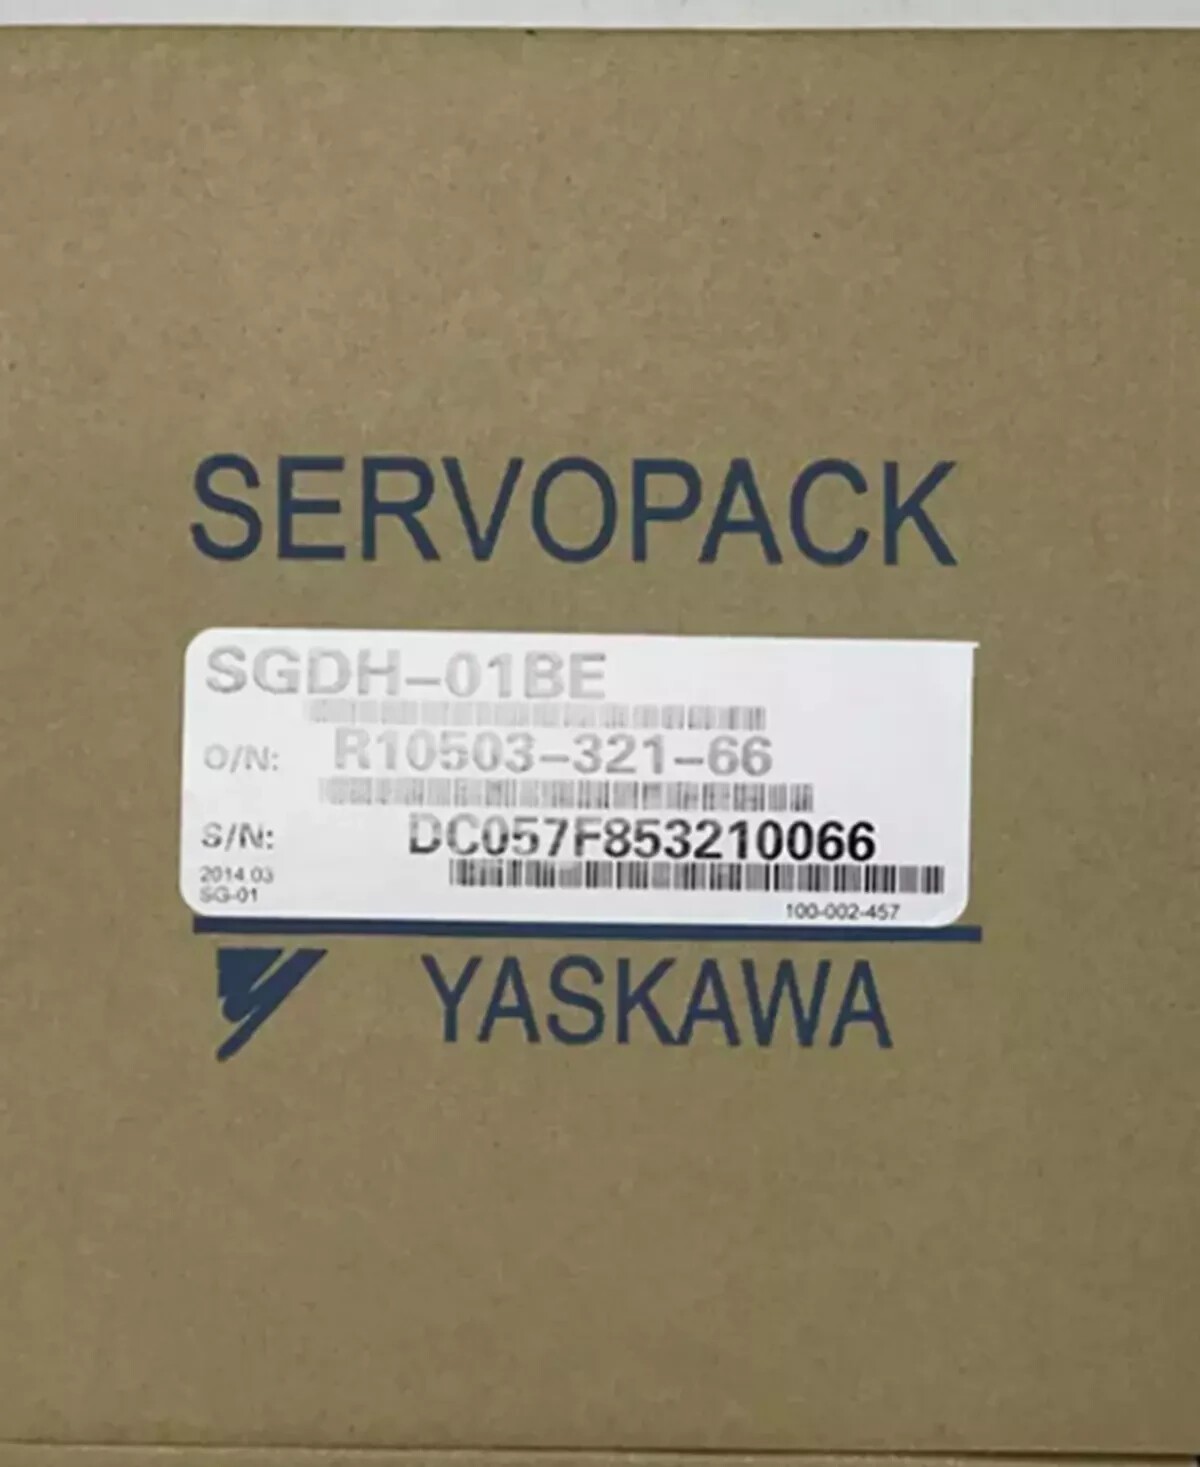 SERVOPACK
SGDH-01BE
O/N: R10503-321-66
S/N: DC057F853210066
2014.03
SG-01 100-002-457
YASKAWA